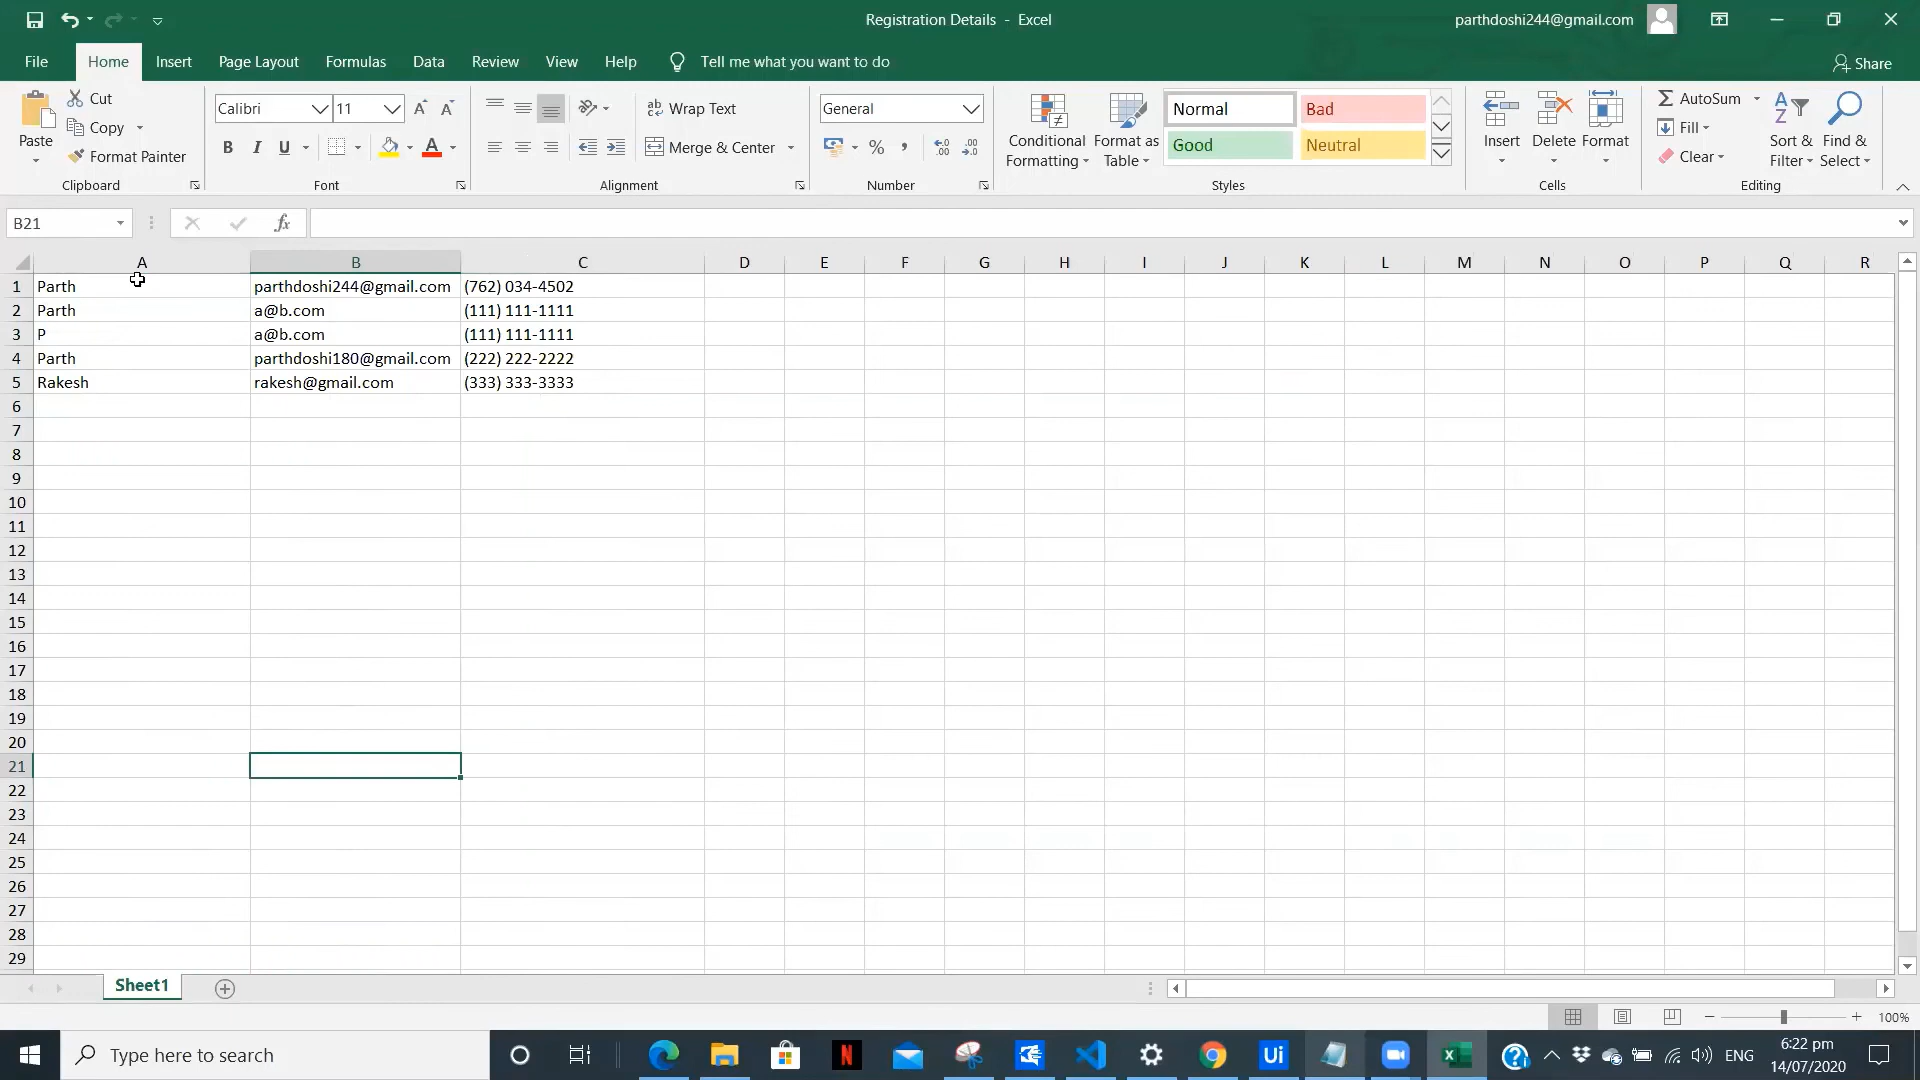 Registration Details - Excel
parthdoshi244@gmail.com
File Home Insert Page Layout Formulas Data Review View Help Tell me what you want to do Share
Paste
Cut
Copy
Format Painter
Clipboard
Calibri 11 A A
B I U A
Font
Wrap Text
Merge & Center
Alignment
General
% ,
Number
Conditional Formatting
Format as Table
Normal Bad
Good Neutral
Styles
Insert Delete Format
Cells
AutoSum
Fill
Clear
Sort & Filter
Find & Select
Editing
B21 fx
A B C D E F G H I J K L M N O P Q R
1 Parth parthdoshi244@gmail.com (762) 034-4502
2 Parth a@b.com (111) 111-1111
3 P a@b.com (111) 111-1111
4 Parth parthdoshi180@gmail.com (222) 222-2222
5 Rakesh rakesh@gmail.com (333) 333-3333
6
7
8
9
10
11
12
13
14
15
16
17
18
19
20
21
22
23
24
25
26
27
28
29
Sheet1
100%
Type here to search
N
Ui
ENG
6:22 pm
14/07/2020